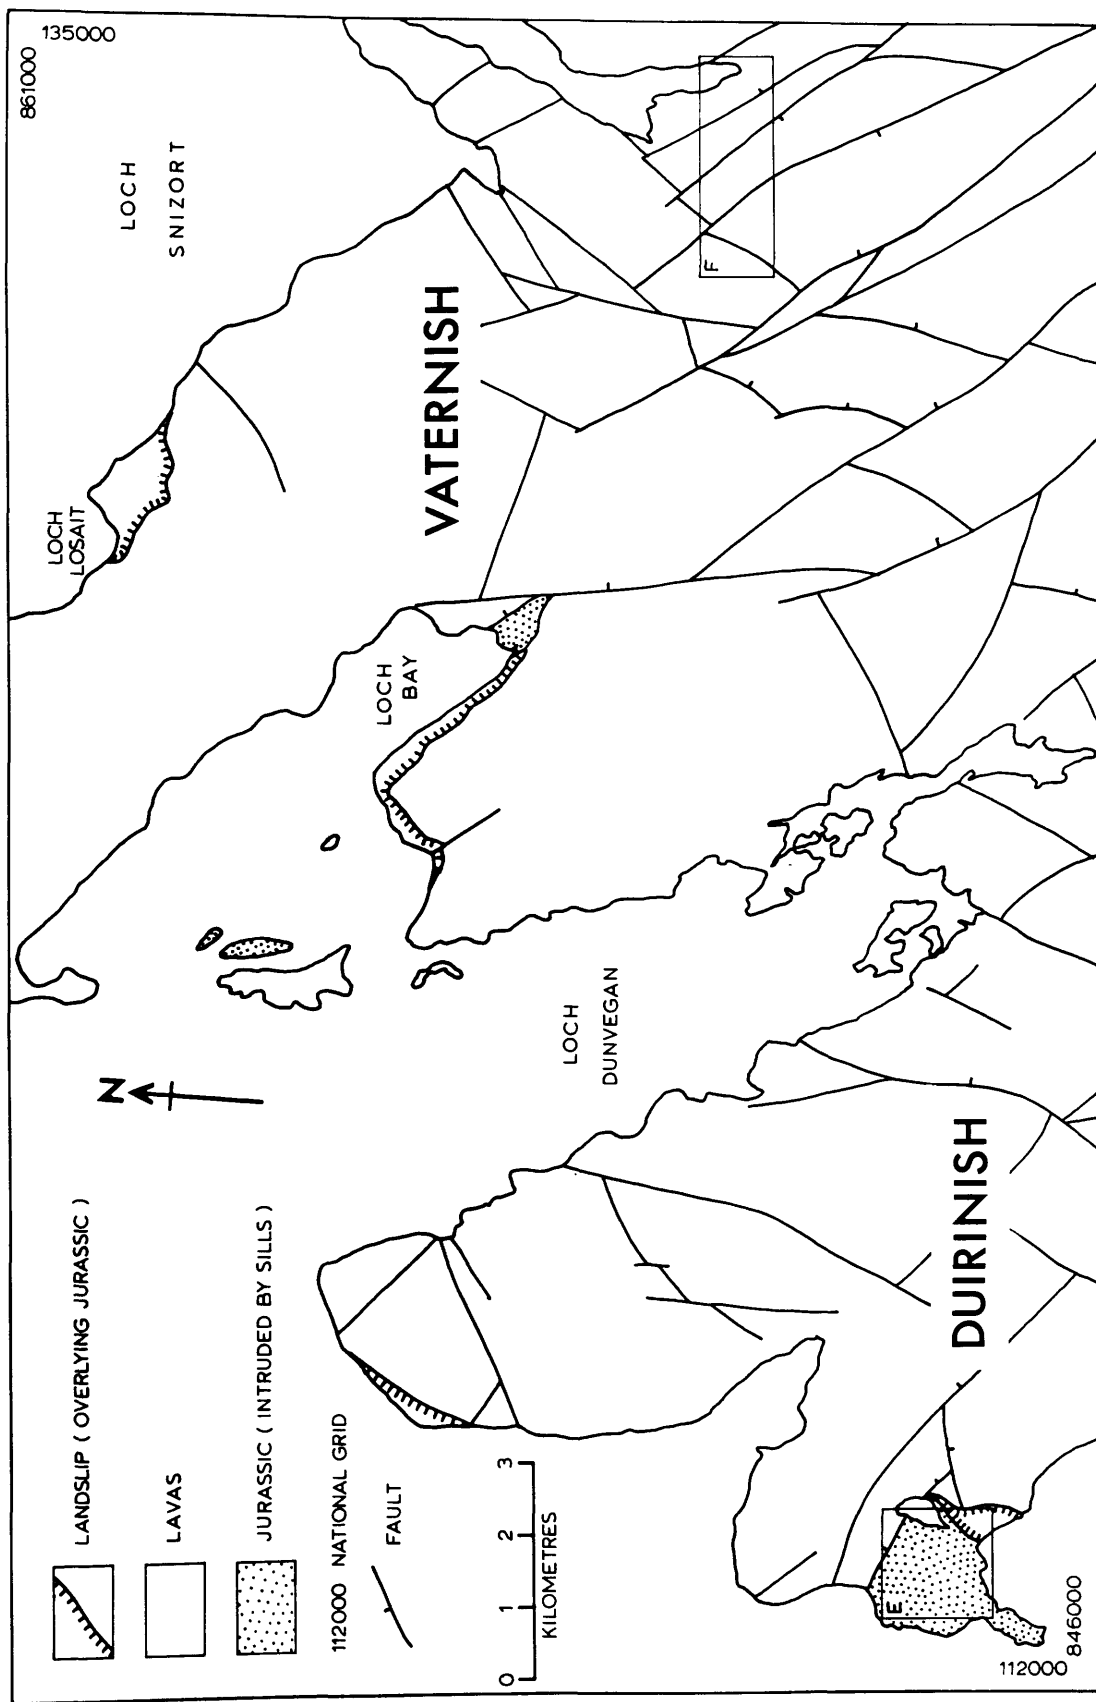 LANDSLIP ( OVERLYING JURASSIC )
LAVAS
JURASSIC ( INTRUDED BY SILLS )
112000 NATIONAL GRID
FAULT
0 1 2 3
KILOMETRES
N
LOCH
LOSAIT
LOCH
SNIZORT
861000
135000
LOCH
BAY
VATERNISH
F
LOCH
DUNVEGAN
DUIRINISH
E
112000
846000